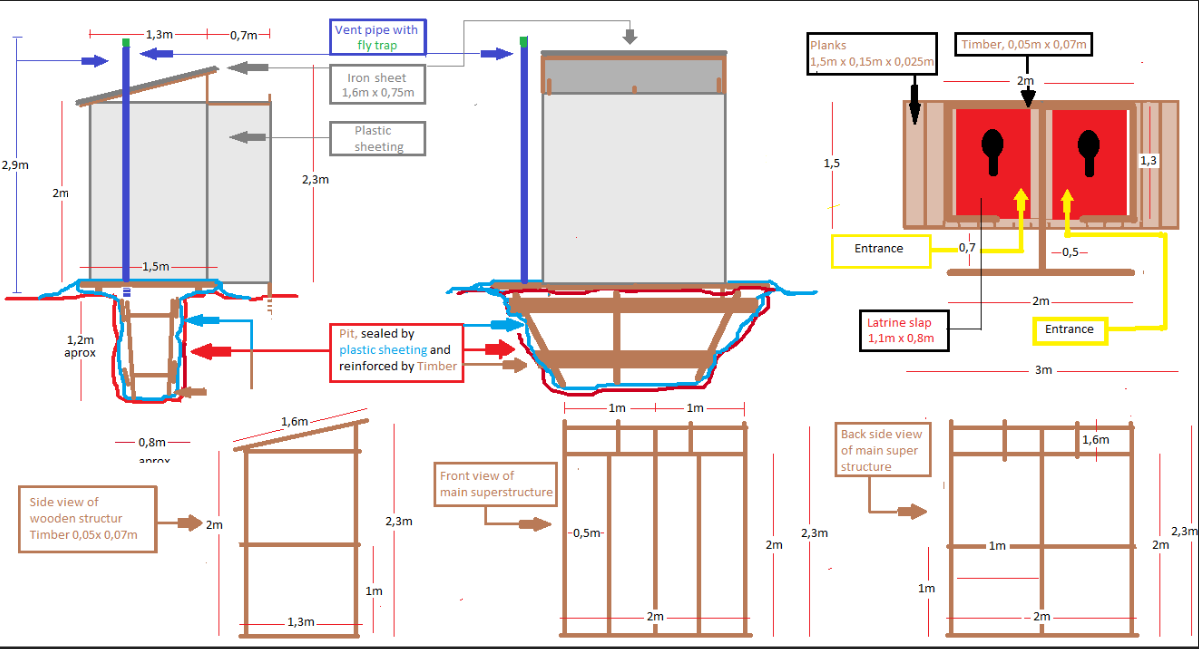 1,3m
0,7m
Vent pipe with
fly trap
Iron sheet
1,6m x 0,75m
Plastic
sheeting
2,9m
2m
2,3m
1,5m
1,2m
aprox
0,8m
aprox
Pit, sealed by
plastic sheeting and
reinforced by Timber
Planks
1,5m x 0,15m x 0,025m
Timber, 0,05m x 0,07m
2m
1,5
1,3
Entrance
0,7
0,5
2m
Latrine slap
1,1m x 0,8m
Entrance
3m
Side view of
wooden structur
Timber 0,05x 0,07m
1,6m
2m
2,3m
1m
1,3m
Front view of
main superstructure
1m
1m
0,5m
2m
2m
2,3m
Back side view
of main super
structure
1,6m
1m
1m
2m
2m
2,3m